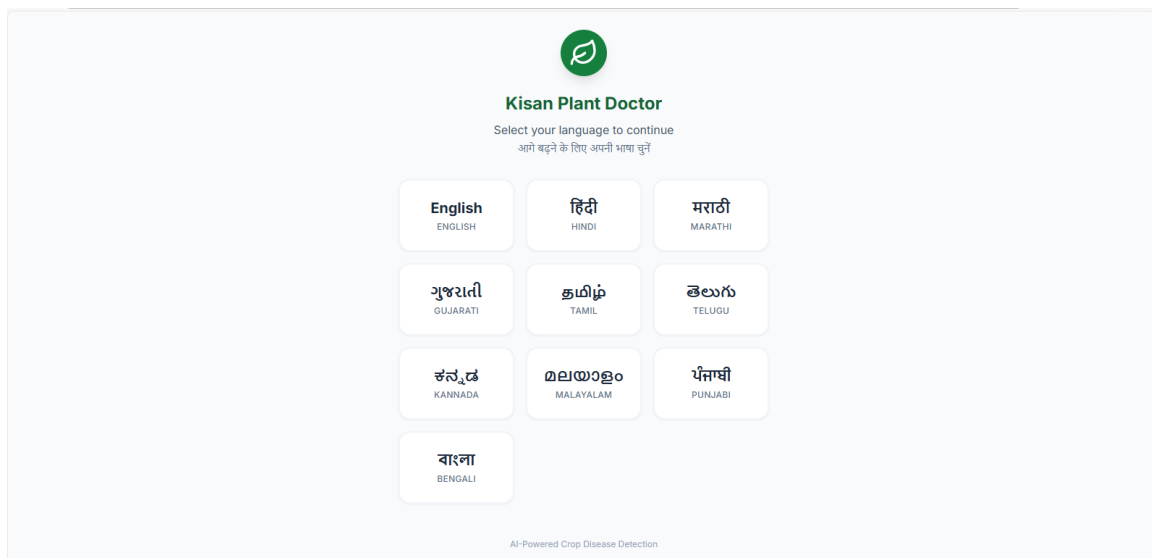 Kisan Plant Doctor
Select your language to continue
आगे बढ़ने के लिए अपनी भाषा चुनें
English
ENGLISH
हिंदी
HINDI
मराठी
MARATHI
ગુજરાતી
GUJARATI
தமிழ்
TAMIL
తెలుగు
TELUGU
ಕನ್ನಡ
KANNADA
മലയാളം
MALAYALAM
ਪੰਜਾਬੀ
PUNJABI
বাংলা
BENGALI
AI-Powered Crop Disease Detection